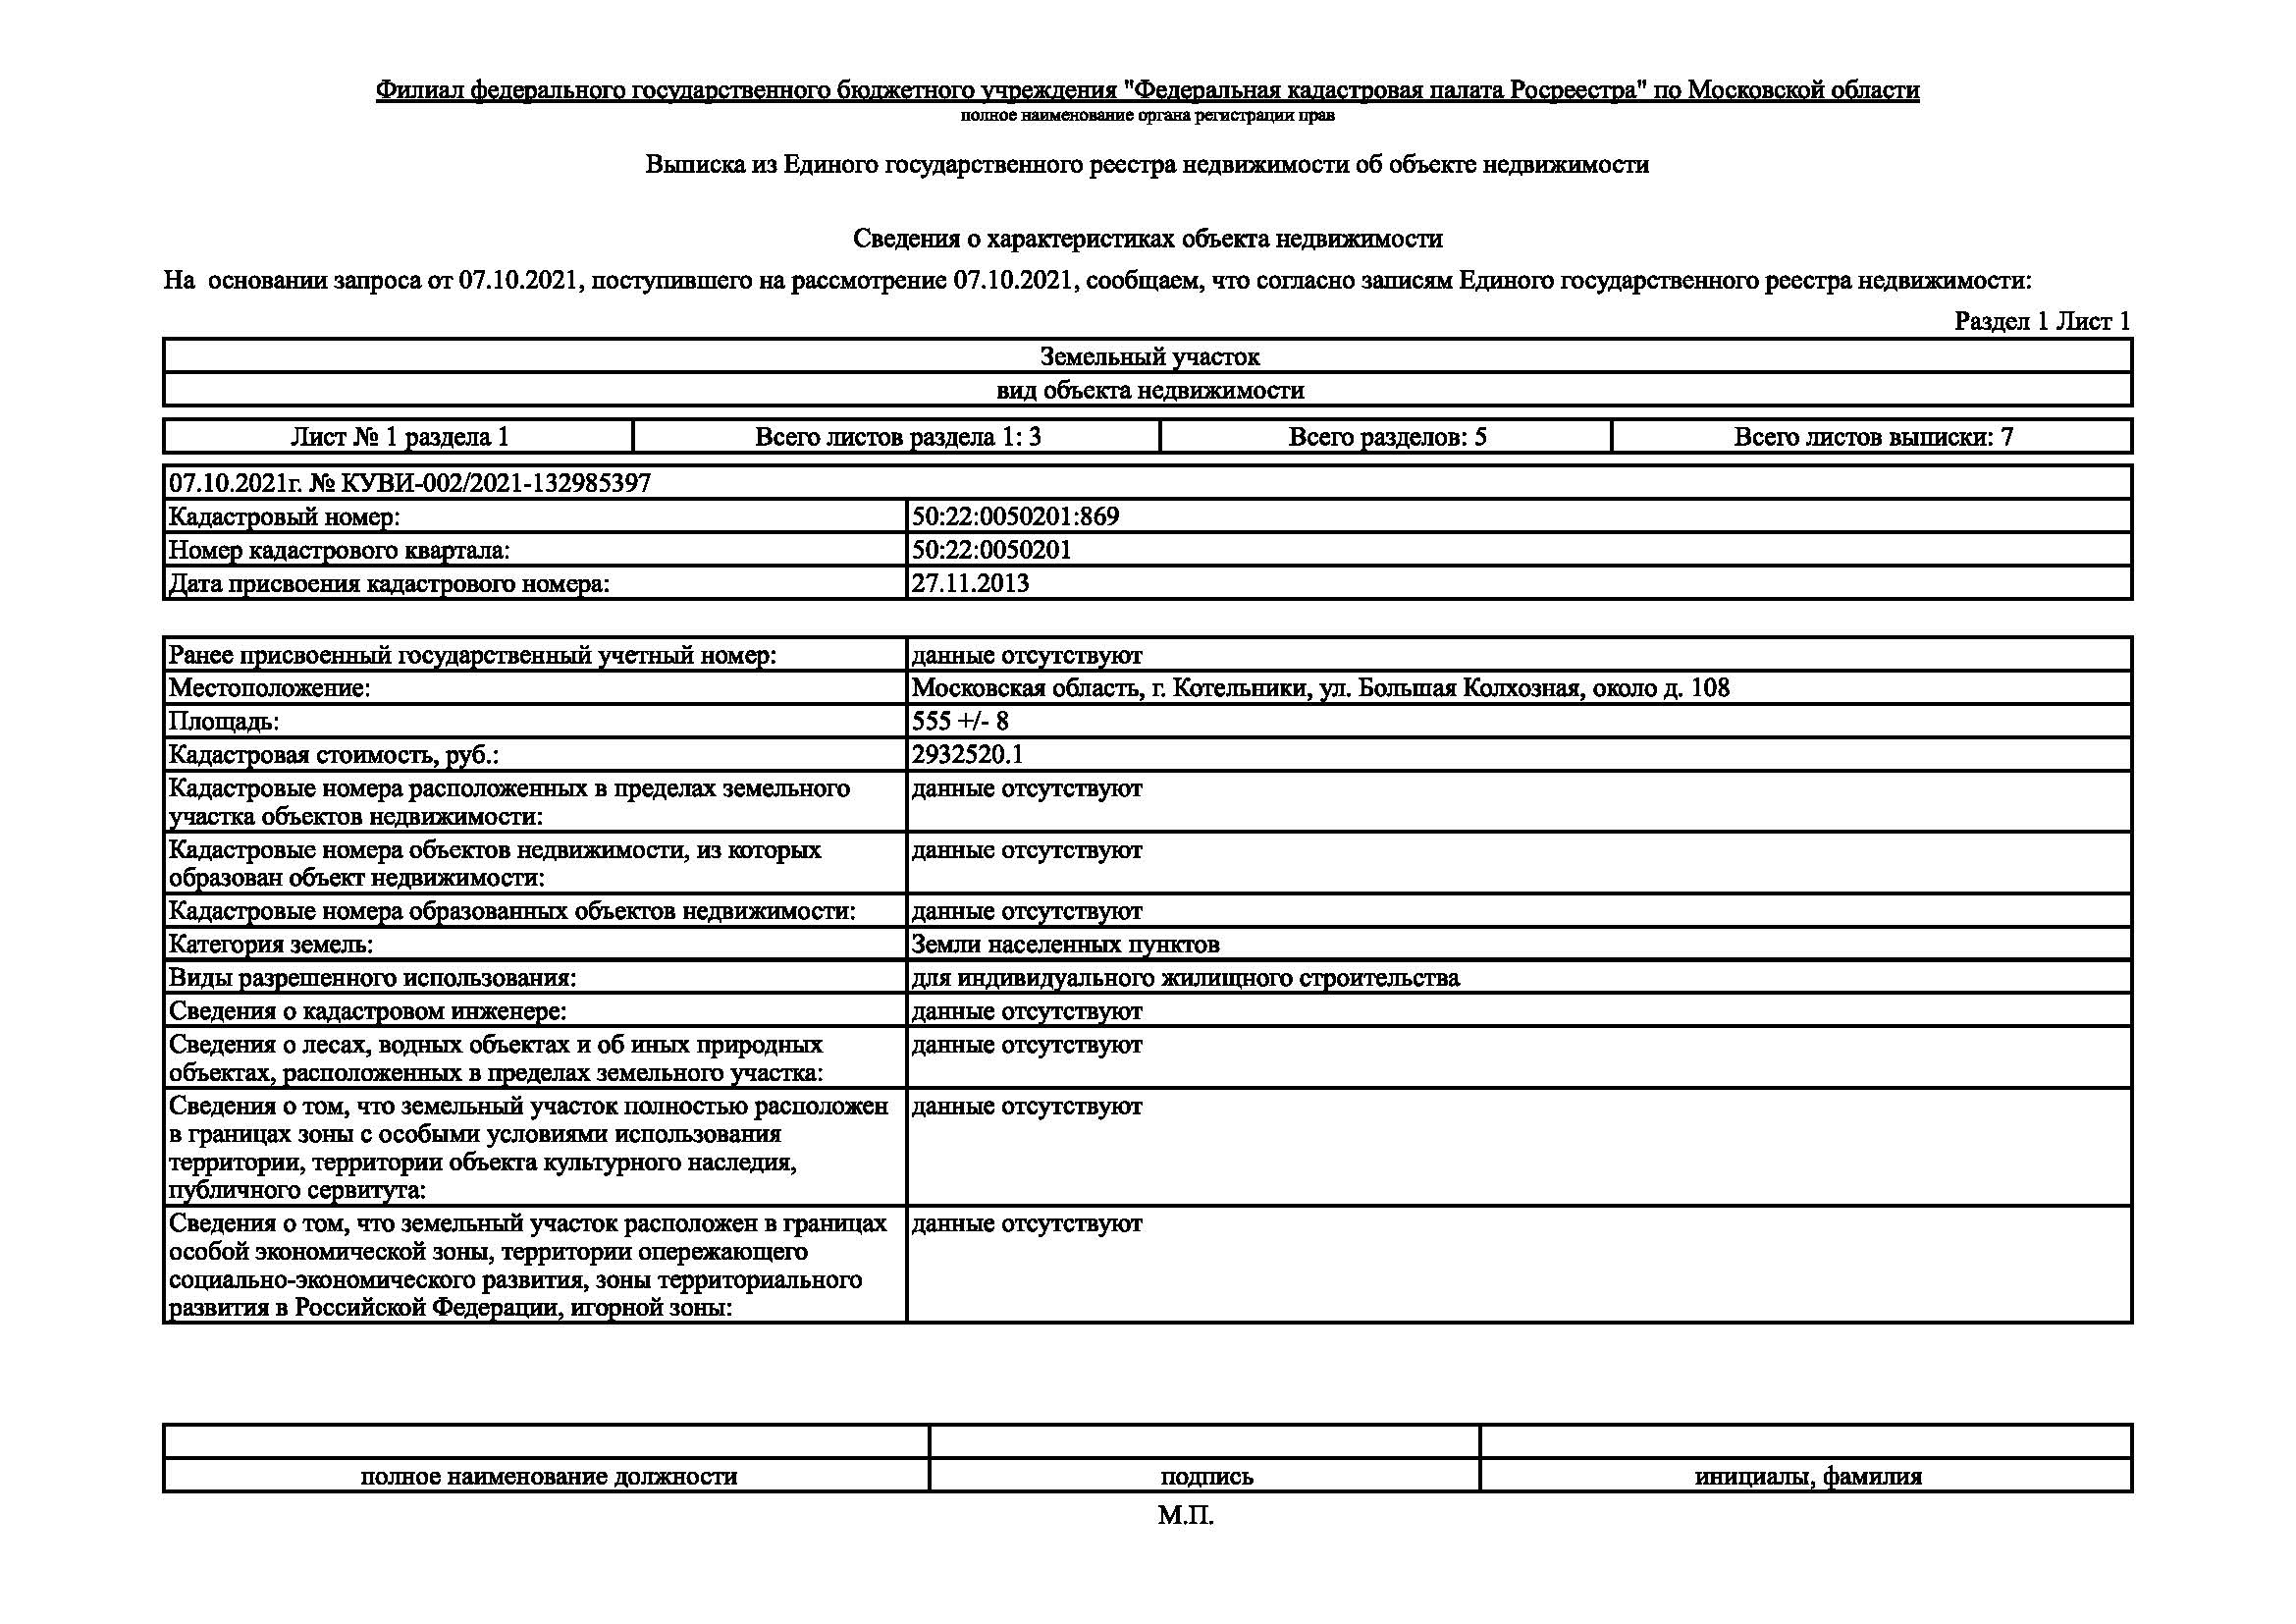 Филиал федерального государственного бюджетного учреждения "Федеральная кадастровая палата Росреестра" по Московской области
полное наименование органа регистрации прав
Выписка из Единого государственного реестра недвижимости об объекте недвижимости
Сведения о характеристиках объекта недвижимости
На основании запроса от 07.10.2021, поступившего на рассмотрение 07.10.2021, сообщаем, что согласно записям Единого государственного реестра недвижимости:
Раздел 1 Лист 1
Земельный участок
вид объекта недвижимости
Лист № 1 раздела 1 Всего листов раздела 1: 3 Всего разделов: 5 Всего листов выписки: 7
07.10.2021г. № КУВИ-002/2021-132985397
Кадастровый номер: 50:22:0050201:869
Номер кадастрового квартала: 50:22:0050201
Дата присвоения кадастрового номера: 27.11.2013
Ранее присвоенный государственный учетный номер: данные отсутствуют
Местоположение: Московская область, г. Котельники, ул. Большая Колхозная, около д. 108
Площадь: 555 +/- 8
Кадастровая стоимость, руб.: 2932520.1
Кадастровые номера расположенных в пределах земельного данные отсутствуют
участка объектов недвижимости:
Кадастровые номера объектов недвижимости, из которых данные отсутствуют
образован объект недвижимости:
Кадастровые номера образованных объектов недвижимости: данные отсутствуют
Категория земель: Земли населенных пунктов
Виды разрешенного использования: для индивидуального жилищного строительства
Сведения о кадастровом инженере: данные отсутствуют
Сведения о лесах, водных объектах и об иных природных данные отсутствуют
объектах, расположенных в пределах земельного участка:
Сведения о том, что земельный участок полностью расположен данные отсутствуют
в границах зоны с особыми условиями использования
территории, территории объекта культурного наследия,
публичного сервитута:
Сведения о том, что земельный участок расположен в границах данные отсутствуют
особой экономической зоны, территории опережающего
социально-экономического развития, зоны территориального
развития в Российской Федерации, игорной зоны:
полное наименование должности подпись инициалы, фамилия
М.П.